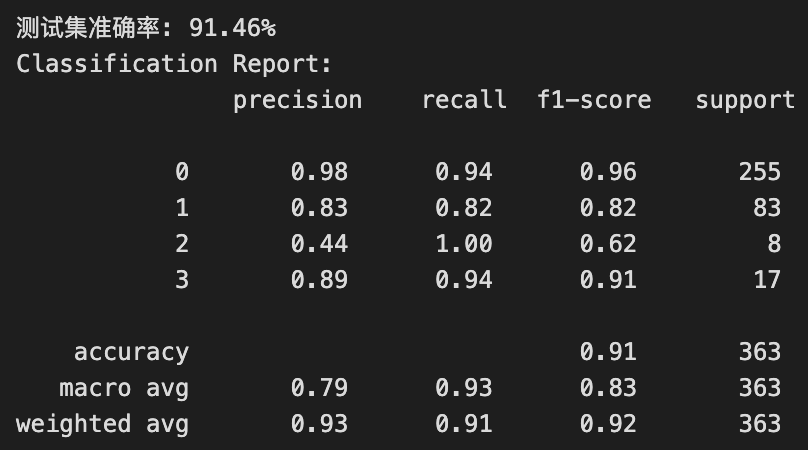 测试集准确率: 91.46%
Classification Report:
precision recall f1-score support
0 0.98 0.94 0.96 255
1 0.83 0.82 0.82 83
2 0.44 1.00 0.62 8
3 0.89 0.94 0.91 17
accuracy 0.91 363
macro avg 0.79 0.93 0.83 363
weighted avg 0.93 0.91 0.92 363